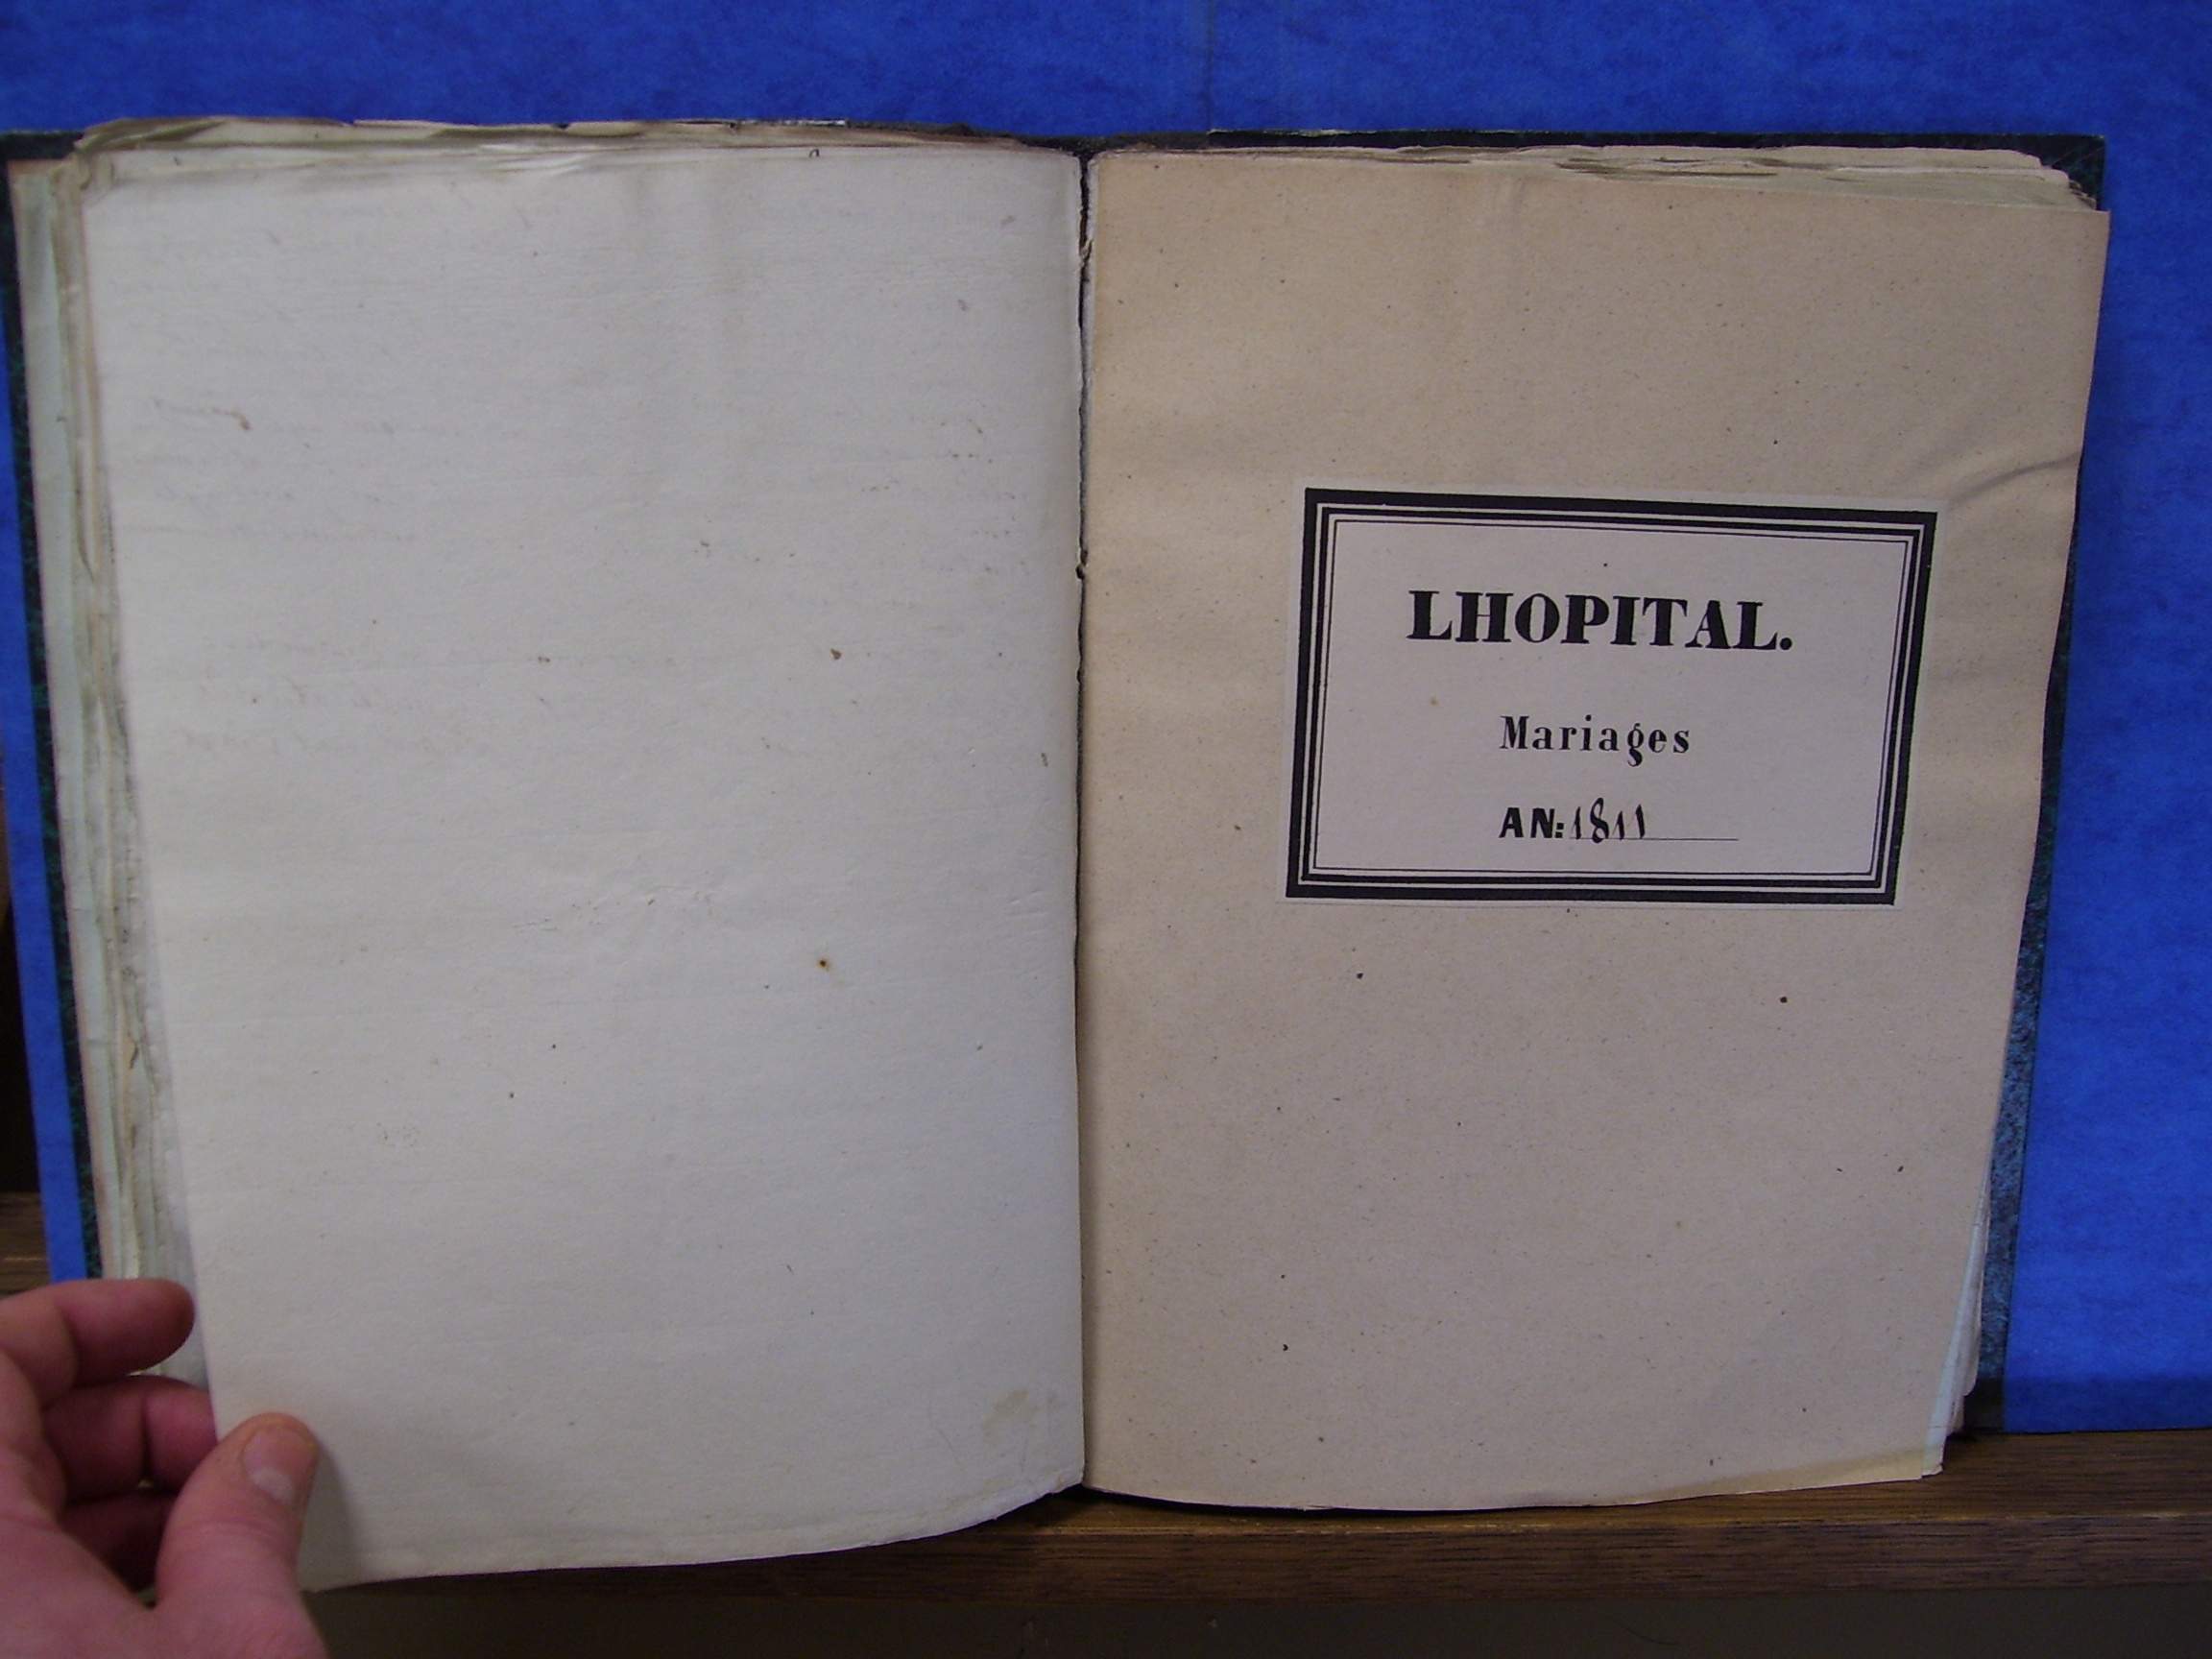 LHOPITAL.
Mariages
AN: 1811